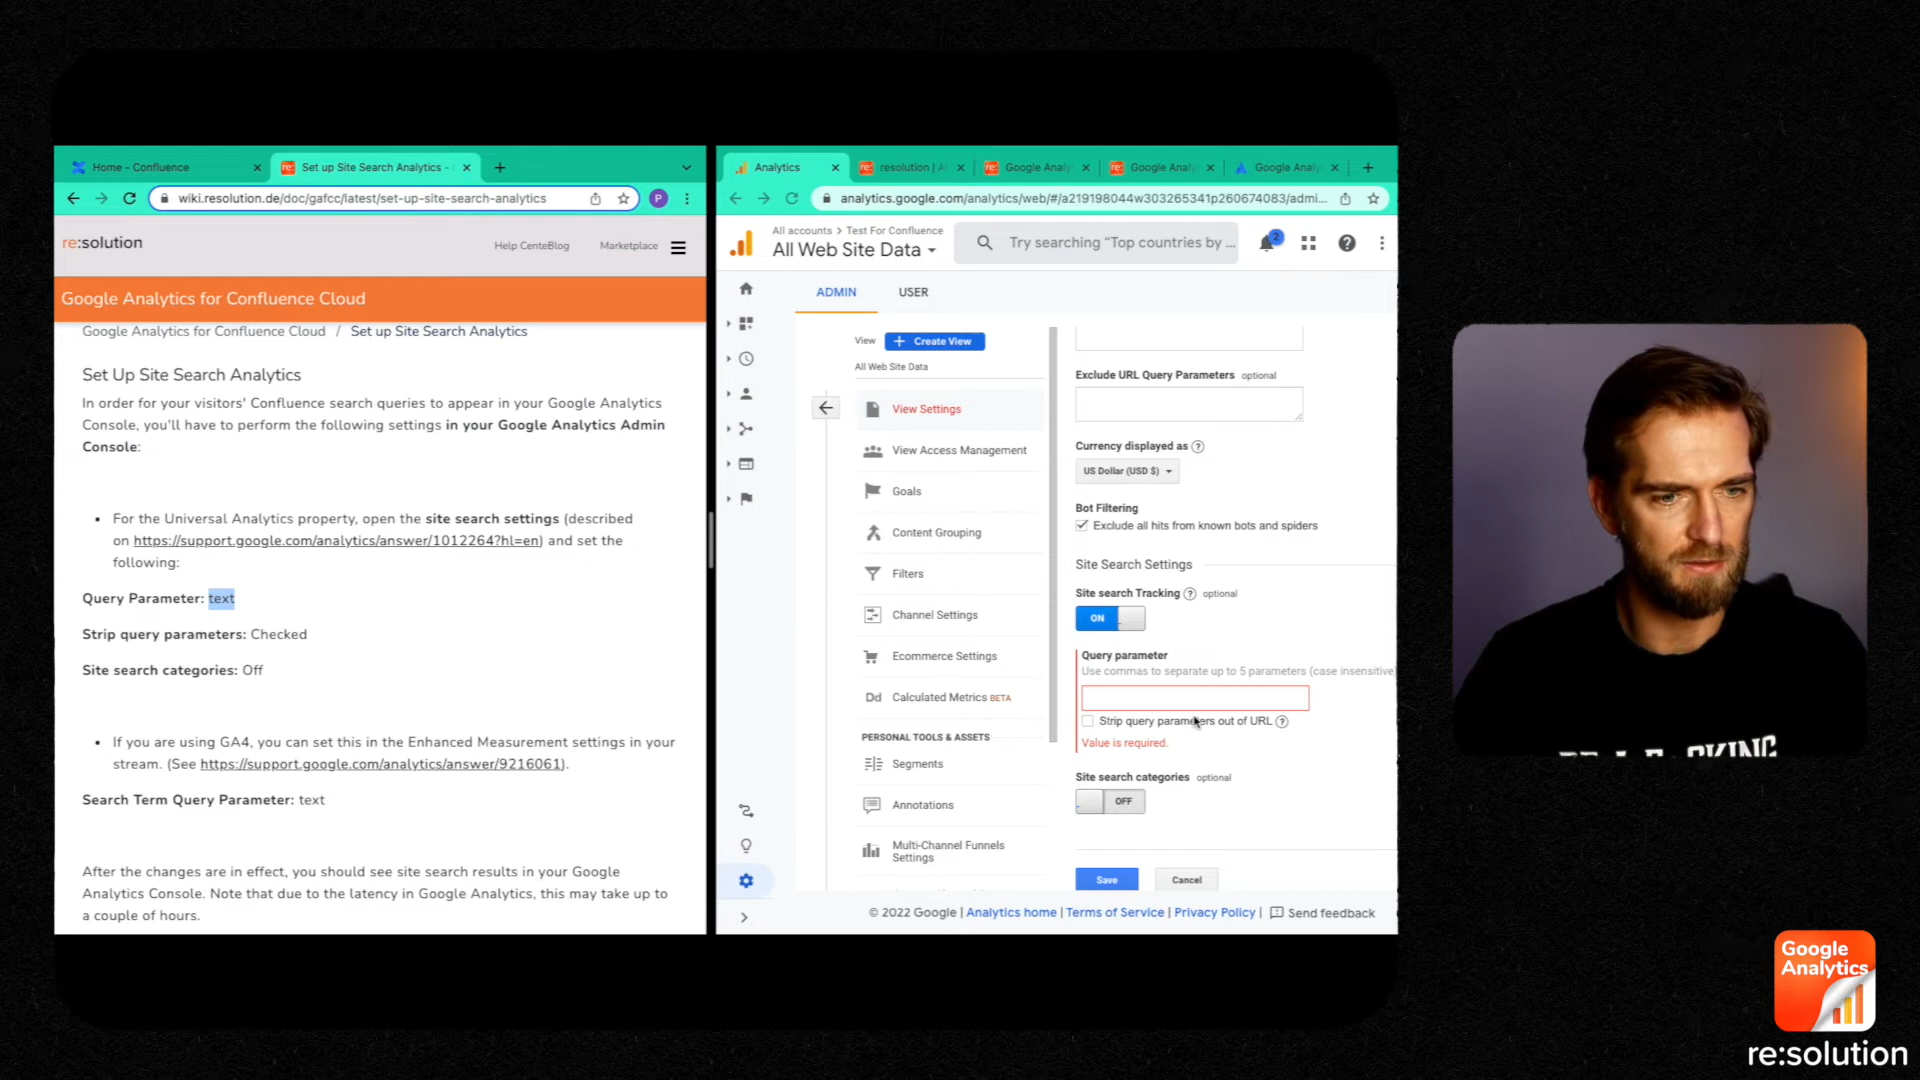 Home - Confluence
Set up Site Search Analytics -
wiki.resolution.de/doc/gafcc/latest/set-up-site-search-analytics
P
re:solution
Help CenteBlog
Marketplace
Google Analytics for Confluence Cloud
Google Analytics for Confluence Cloud / Set up Site Search Analytics
Set Up Site Search Analytics
In order for your visitors' Confluence search queries to appear in your Google Analytics
Console, you'll have to perform the following settings in your Google Analytics Admin
Console:
• For the Universal Analytics property, open the site search settings (described
on https://support.google.com/analytics/answer/1012264?hl=en) and set the
following:
Query Parameter: text
Strip query parameters: Checked
Site search categories: Off
• If you are using GA4, you can set this in the Enhanced Measurement settings in your
stream. (See https://support.google.com/analytics/answer/9216061).
Search Term Query Parameter: text
After the changes are in effect, you should see site search results in your Google
Analytics Console. Note that due to the latency in Google Analytics, this may take up to
a couple of hours.
Analytics
resolution | A
Google Analy
Google Analy
Google Analy
analytics.google.com/analytics/web/#/a219198044w303265341p260674083/admi...
All accounts > Test For Confluence
All Web Site Data
Try searching “Top countries by ...
2
ADMIN
USER
View
+ Create View
All Web Site Data
View Settings
View Access Management
Goals
Content Grouping
Filters
Channel Settings
Ecommerce Settings
Dd Calculated Metrics BETA
PERSONAL TOOLS & ASSETS
Segments
Annotations
Multi-Channel Funnels
Settings
Exclude URL Query Parameters optional
Currency displayed as
US Dollar (USD $)
Bot Filtering
Exclude all hits from known bots and spiders
Site Search Settings
Site search Tracking optional
ON
Query parameter
Use commas to separate up to 5 parameters (case insensitive)
Strip query parameters out of URL
Value is required.
Site search categories optional
OFF
Save
Cancel
© 2022 Google | Analytics home | Terms of Service | Privacy Policy | Send feedback
Google
Analytics
re:solution